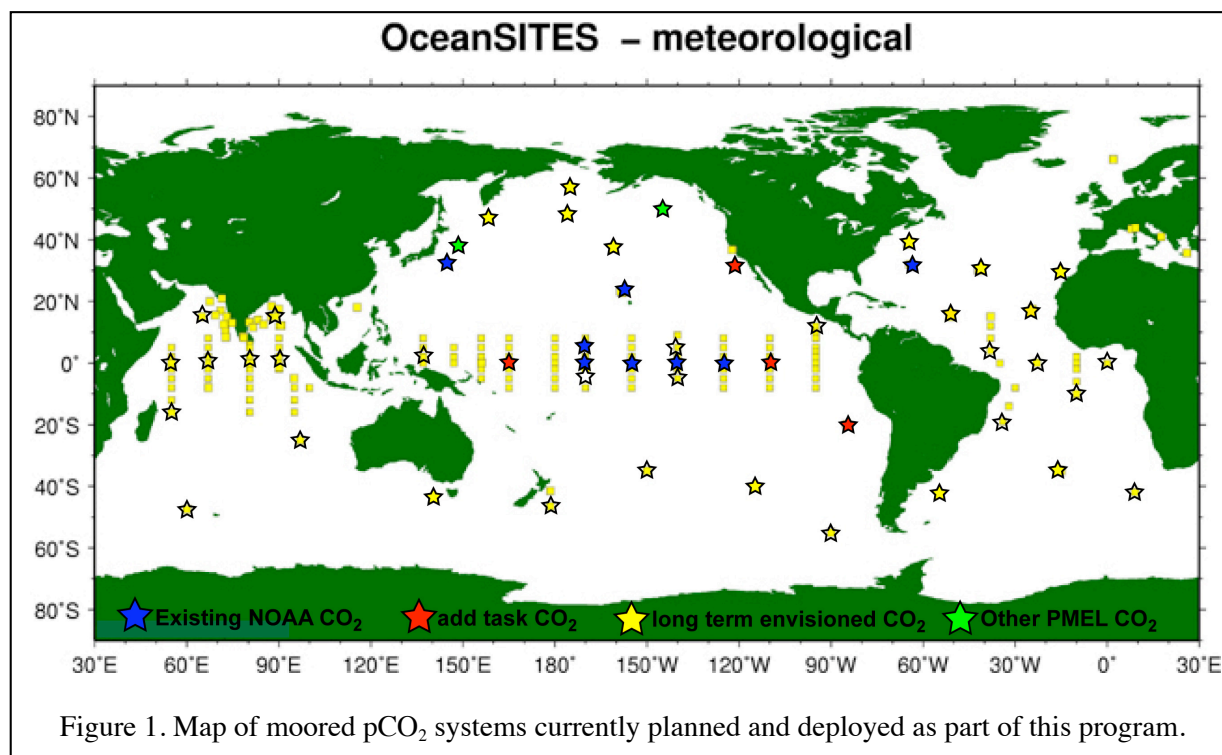 OceanSITES – meteorological
80˚N
60˚N
40˚N
20˚N
0˚
20˚S
40˚S
60˚S
80˚S
Existing NOAA CO₂
add task CO₂
long term envisioned CO₂
Other PMEL CO₂
30˚E 60˚E 90˚E 120˚E 150˚E 180˚ 150˚W 120˚W 90˚W 60˚W 0˚ 30˚E
Figure 1. Map of moored pCO₂ systems currently planned and deployed as part of this program.